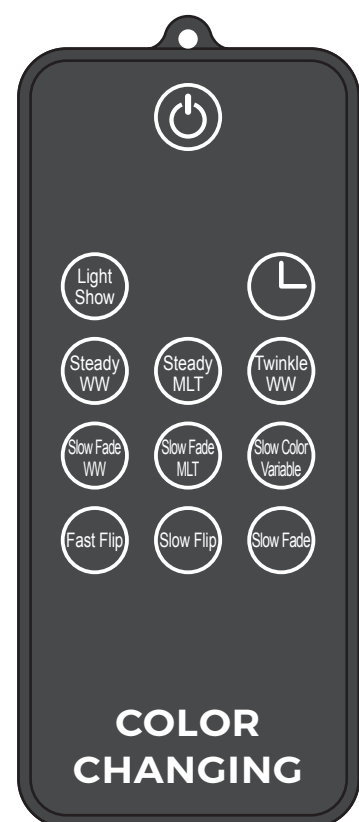 Light
Show
Steady
WW
Steady
MLT
Twinkle
WW
Slow Fade
WW
Slow Fade
MLT
Slow Color
Variable
Fast Flip
Slow Flip
Slow Fade
COLOR
CHANGING